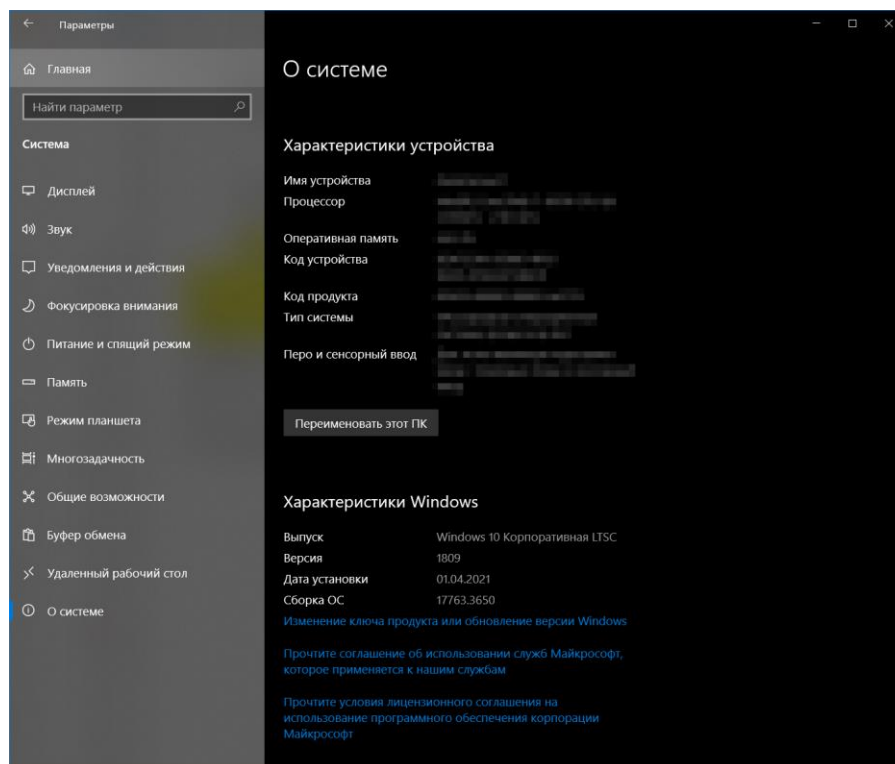 Параметры
Главная
Найти параметр
Система
Дисплей
Звук
Уведомления и действия
Фокусировка внимания
Питание и спящий режим
Память
Режим планшета
Многозадачность
Общие возможности
Буфер обмена
Удаленный рабочий стол
О системе
О системе
Характеристики устройства
Имя устройства
Процессор
Оперативная память
Код устройства
Код продукта
Тип системы
Перо и сенсорный ввод
Переименовать этот ПК
Характеристики Windows
Выпуск Windows 10 Корпоративная LTSC
Версия 1809
Дата установки 01.04.2021
Сборка ОС 17763.3650
Изменение ключа продукта или обновление версии Windows
Прочтите соглашение об использовании служб Майкрософт,
которое применяется к нашим службам
Прочтите условия лицензионного соглашения на
использование программного обеспечения корпорации
Майкрософт